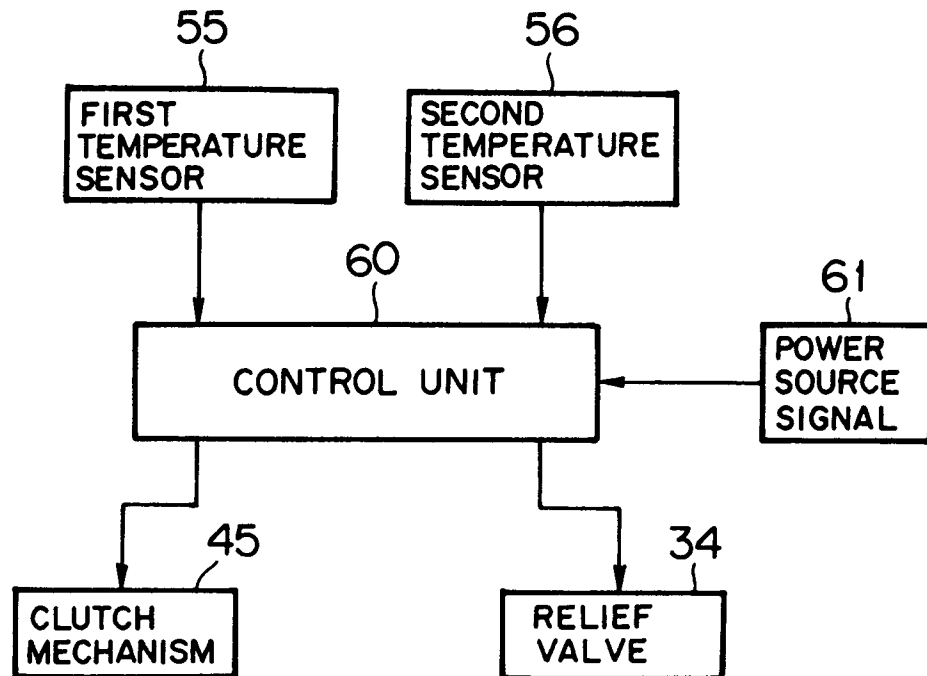 55
56
FIRST
TEMPERATURE
SENSOR
SECOND
TEMPERATURE
SENSOR
60
61
CONTROL UNIT
POWER
SOURCE
SIGNAL
45
34
CLUTCH
MECHANISM
RELIEF
VALVE